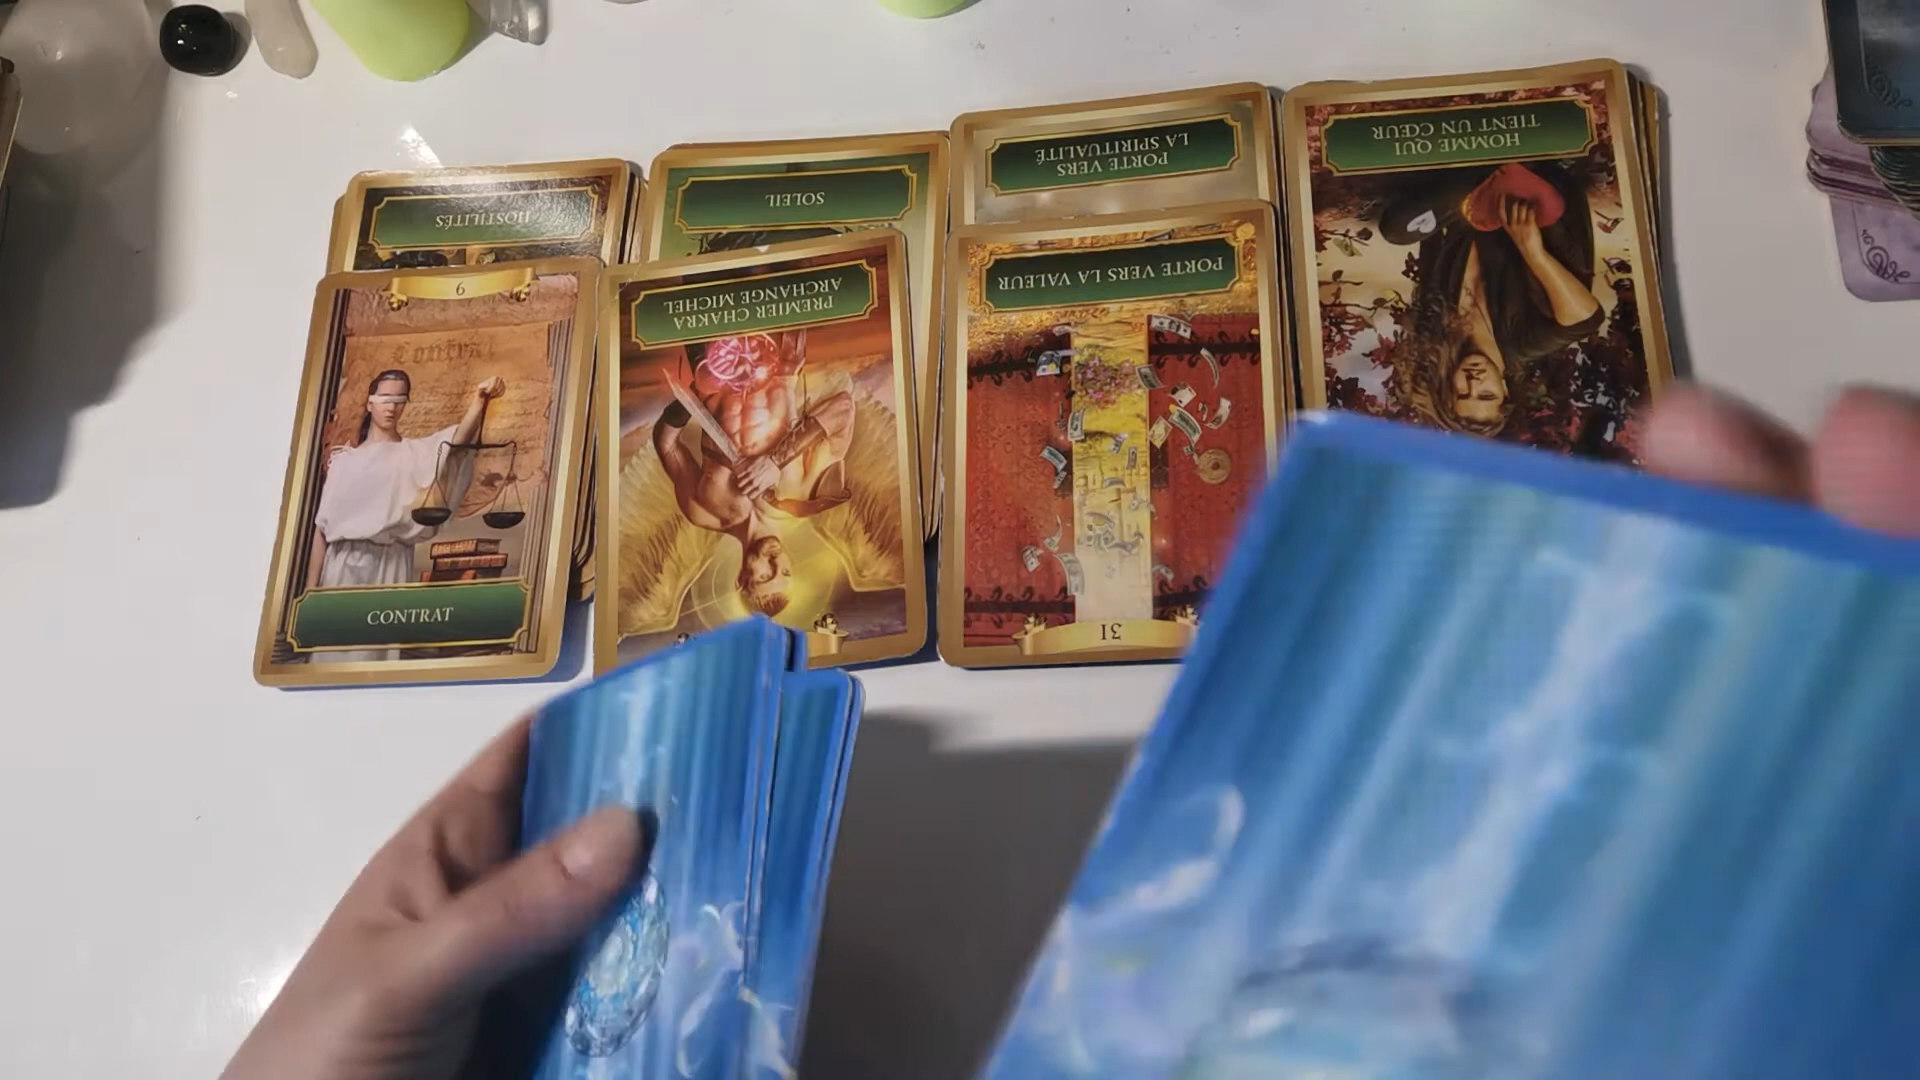 HOSTILITÉS
SOLEIL
PORTE VERS
LA SPIRITUALITÉ
HOMME QUI
TIENT UN CŒUR
9
Contrat
CONTRAT
PREMIER CHAKRA
ARCHANGE MICHEL
PORTE VERS LA VALEUR
31